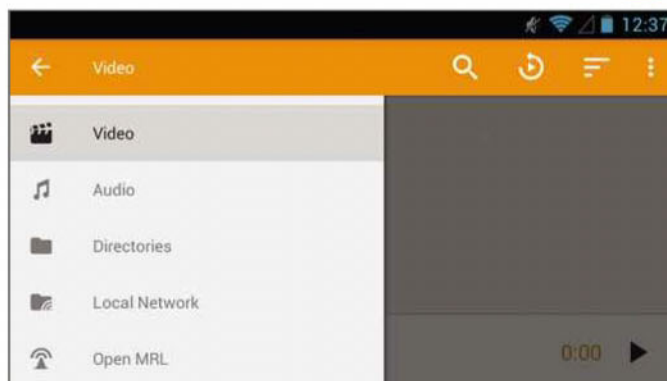 12:37
Video
Video
Audio
Directories
Local Network
0:00
Open MRL